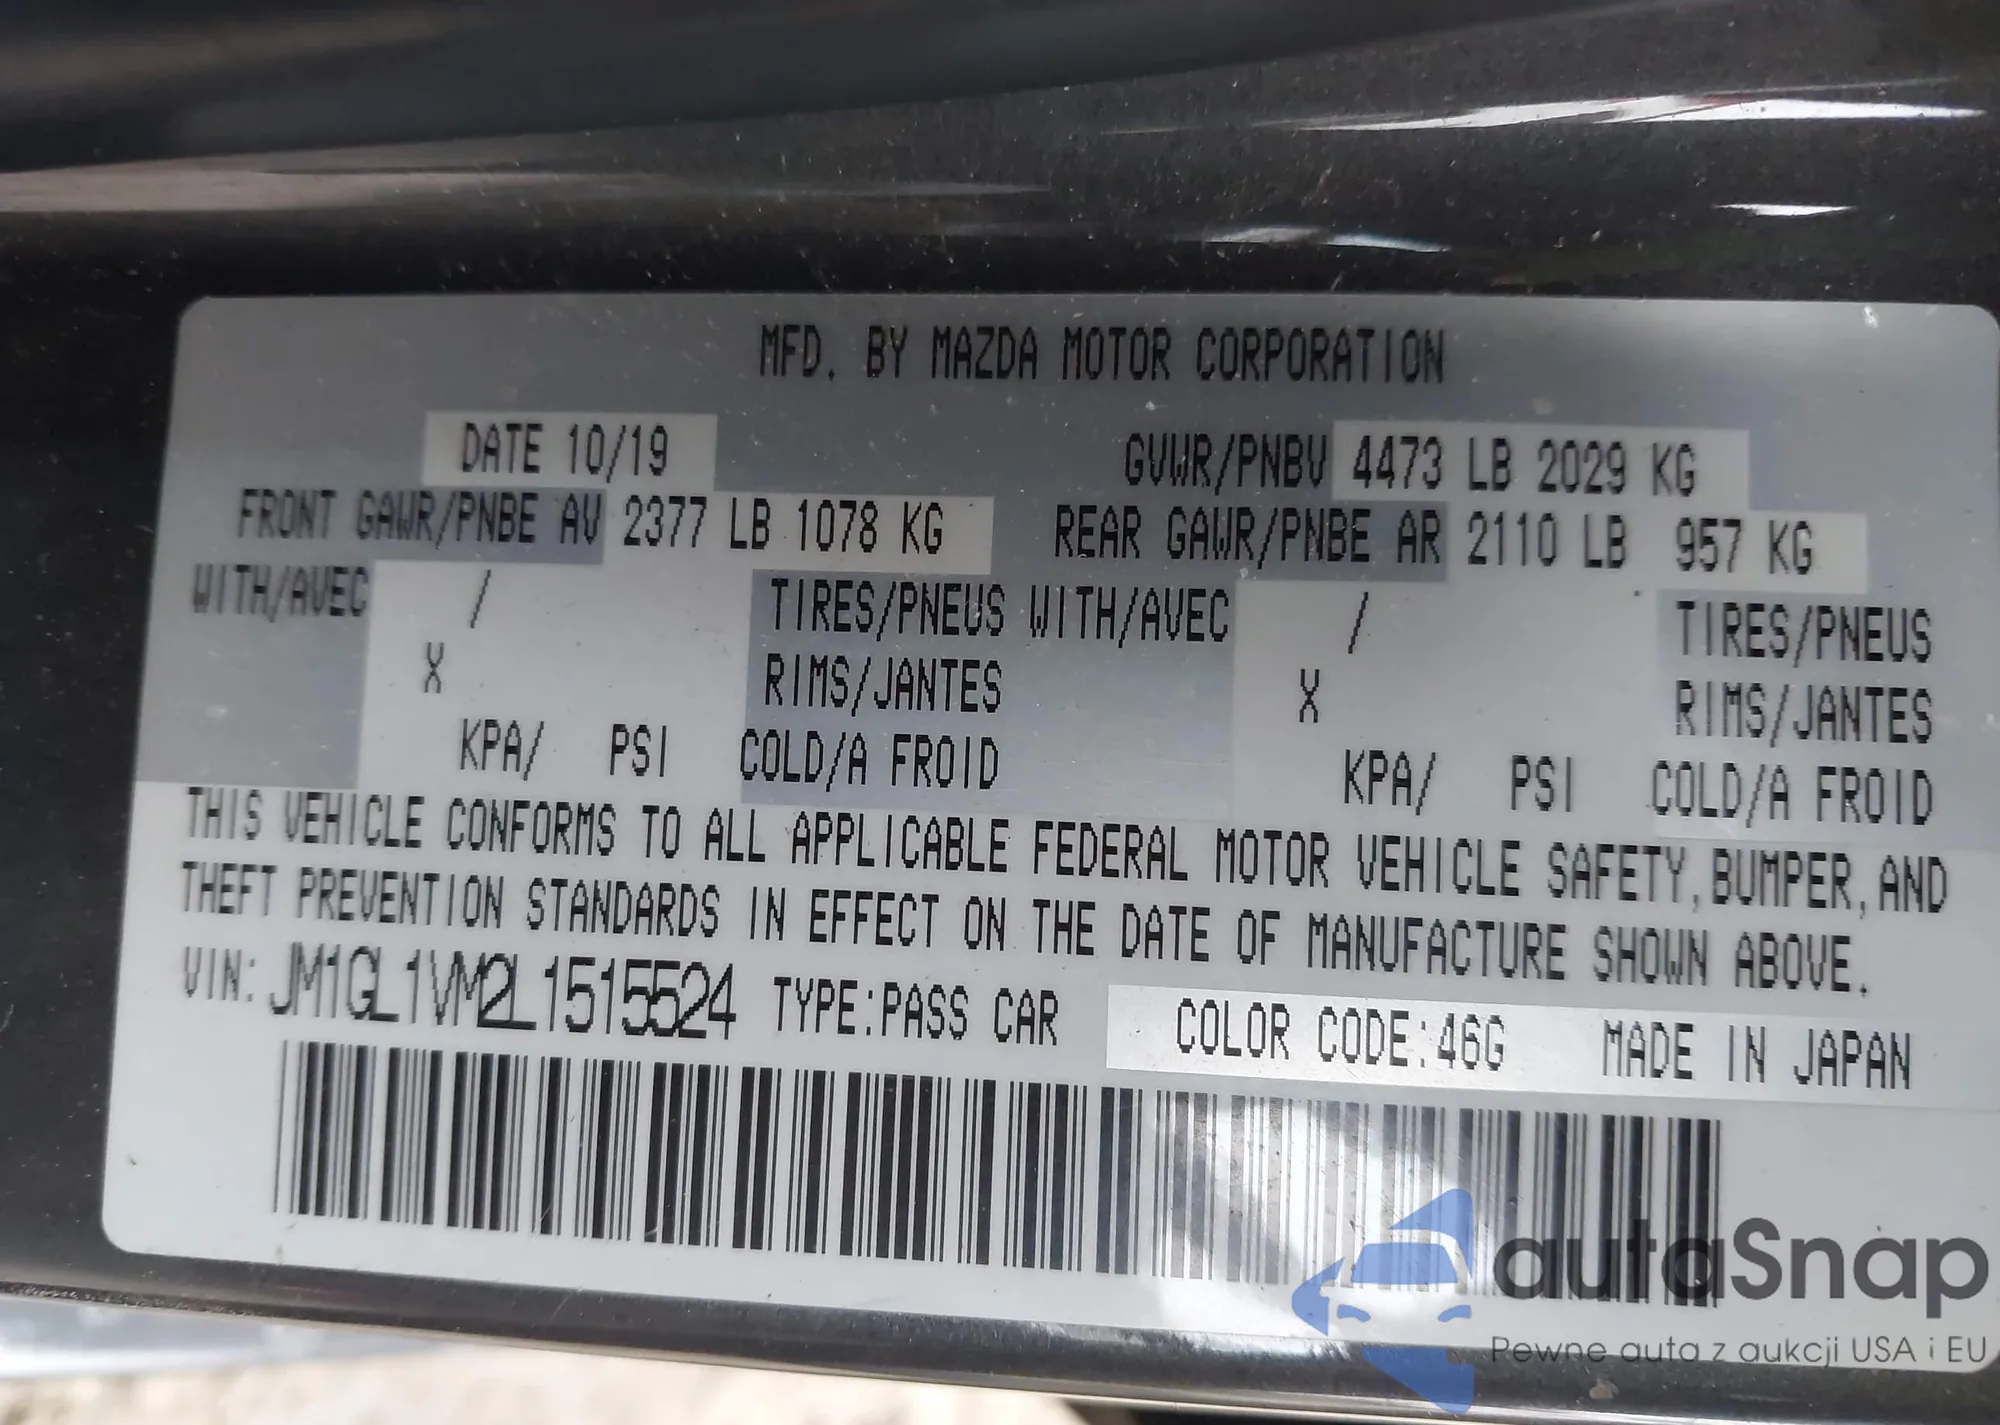 MFD. BY MAZDA MOTOR CORPORATION
DATE 10/19 GVWR/PNBV 4473 LB 2029 KG
FRONT GAWR/PNBE AV 2377 LB 1078 KG REAR GAWR/PNBE AR 2110 LB 957 KG
WITH/AVEC / TIRES/PNEUS WITH/AVEC / TIRES/PNEUS
X RIMS/JANTES X RIMS/JANTES
KPA/ PSI COLD/A FROID KPA/ PSI COLD/A FROID
THIS VEHICLE CONFORMS TO ALL APPLICABLE FEDERAL MOTOR VEHICLE SAFETY, BUMPER, AND
THEFT PREVENTION STANDARDS IN EFFECT ON THE DATE OF MANUFACTURE SHOWN ABOVE.
VIN: JM1GL1VM2L1515524 TYPE:PASS CAR COLOR CODE:46G MADE IN JAPAN
autaSnap
Pewne auta z aukcji USA i EU